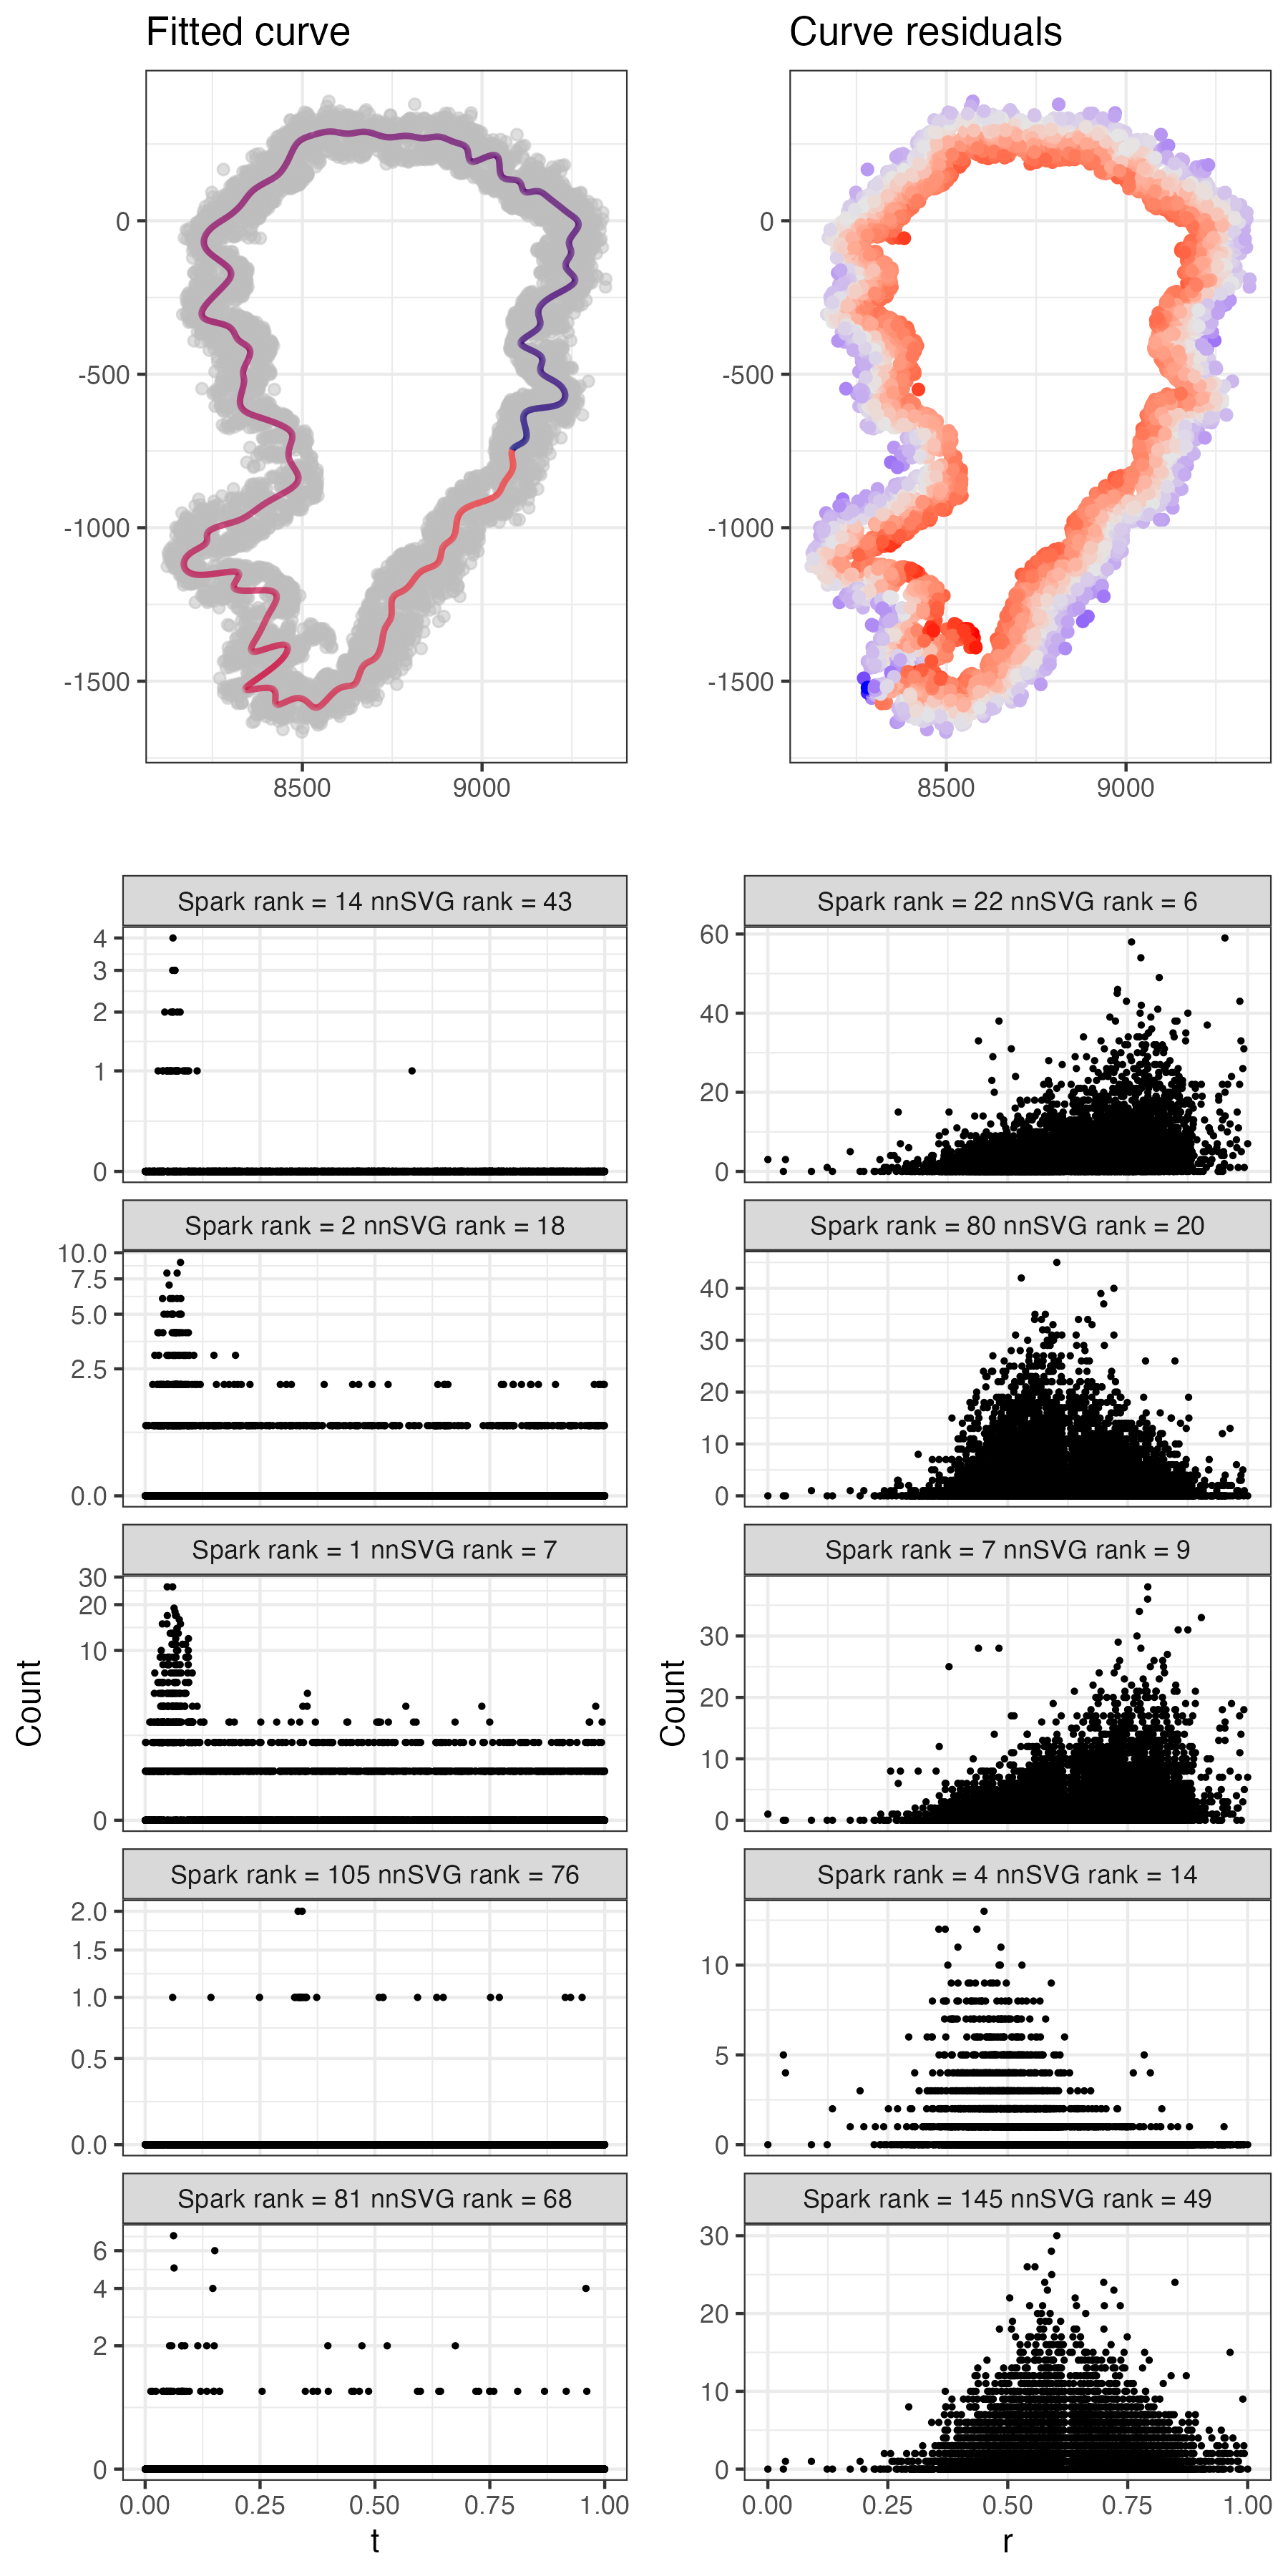 Fitted curve
0
-500
-1000
-1500
8500 9000
Curve residuals
0
-500
-1000
-1500
8500 9000
Count
Spark rank = 14 nnSVG rank = 43
4
3
2
1
0
Spark rank = 2 nnSVG rank = 18
10.0
7.5
5.0
2.5
0.0
Spark rank = 1 nnSVG rank = 7
30
20
10
0
Spark rank = 105 nnSVG rank = 76
2.0
1.5
1.0
0.5
0.0
Spark rank = 81 nnSVG rank = 68
6
4
2
0
0.00 0.25 0.50 0.75 1.00
t
Count
Spark rank = 22 nnSVG rank = 6
60
40
20
0
Spark rank = 80 nnSVG rank = 20
40
30
20
10
0
Spark rank = 7 nnSVG rank = 9
30
20
10
0
Spark rank = 4 nnSVG rank = 14
10
5
0
Spark rank = 145 nnSVG rank = 49
30
20
10
0
0.00 0.25 0.50 0.75 1.00
r